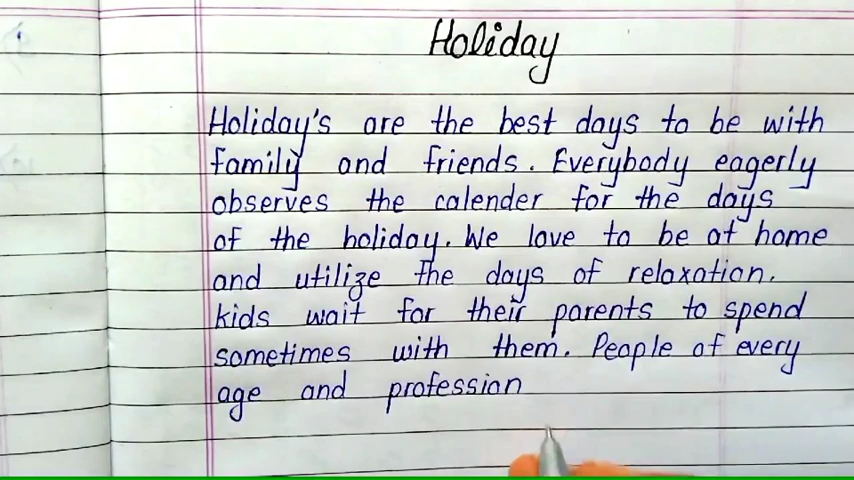 Holiday
Holiday's are the best days to be with
family and friends. Everybody eagerly
observes the calender for the days
of the holiday. We love to be at home
and utilize the days of relaxation.
kids wait for their parents to spend
sometimes with them. People of every
age and profession